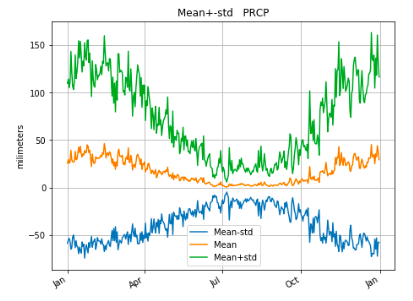 Mean+-std PRCP
150
100
50
0
−50
milimeters
Jan
Apr
Jul
Oct
Jan
Mean-std
Mean
Mean+std